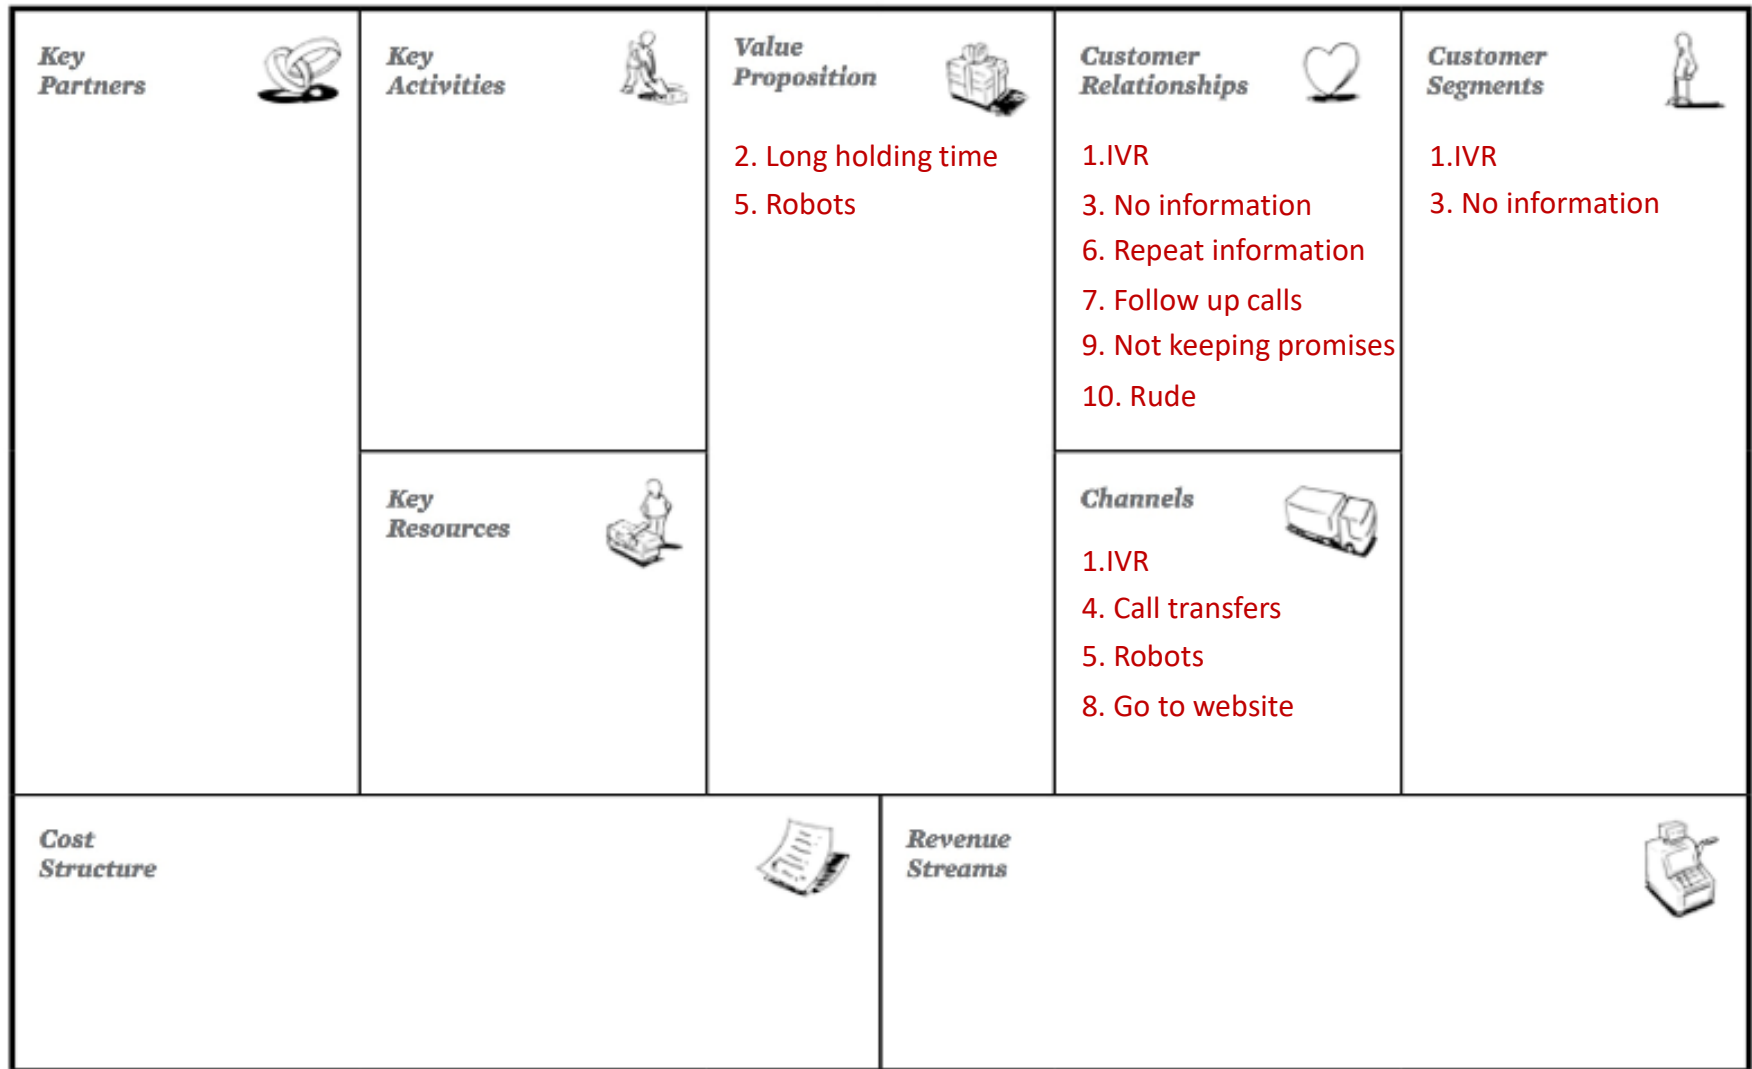 Key
Partners
Key
Activities
Value
Proposition
2. Long holding time
5. Robots
Customer
Relationships
1.IVR
3. No information
6. Repeat information
7. Follow up calls
9. Not keeping promises
10. Rude
Customer
Segments
1.IVR
3. No information
Key
Resources
Channels
1.IVR
4. Call transfers
5. Robots
8. Go to website
Cost
Structure
Revenue
Streams